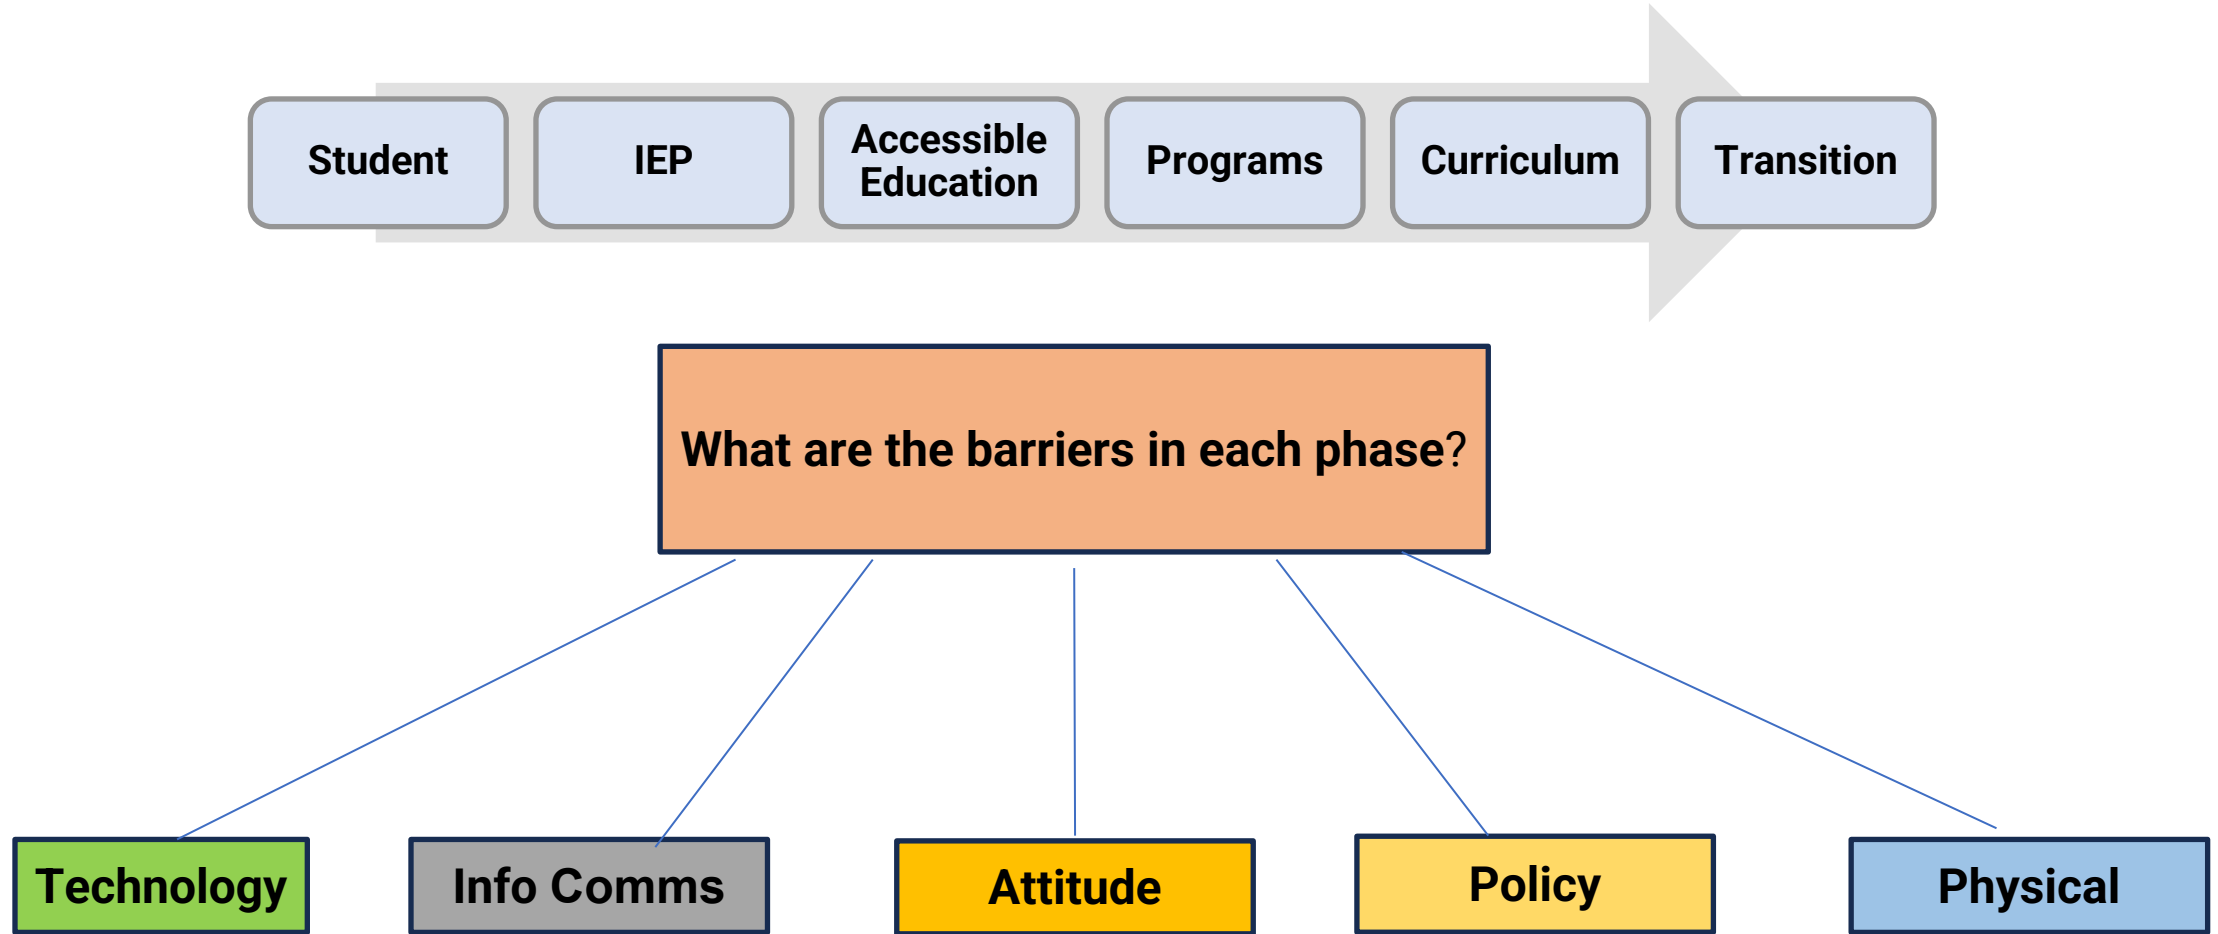 Student
IEP
Accessible
Education
Programs
Curriculum
Transition
What are the barriers in each phase?
Technology
Info Comms
Attitude
Policy
Physical